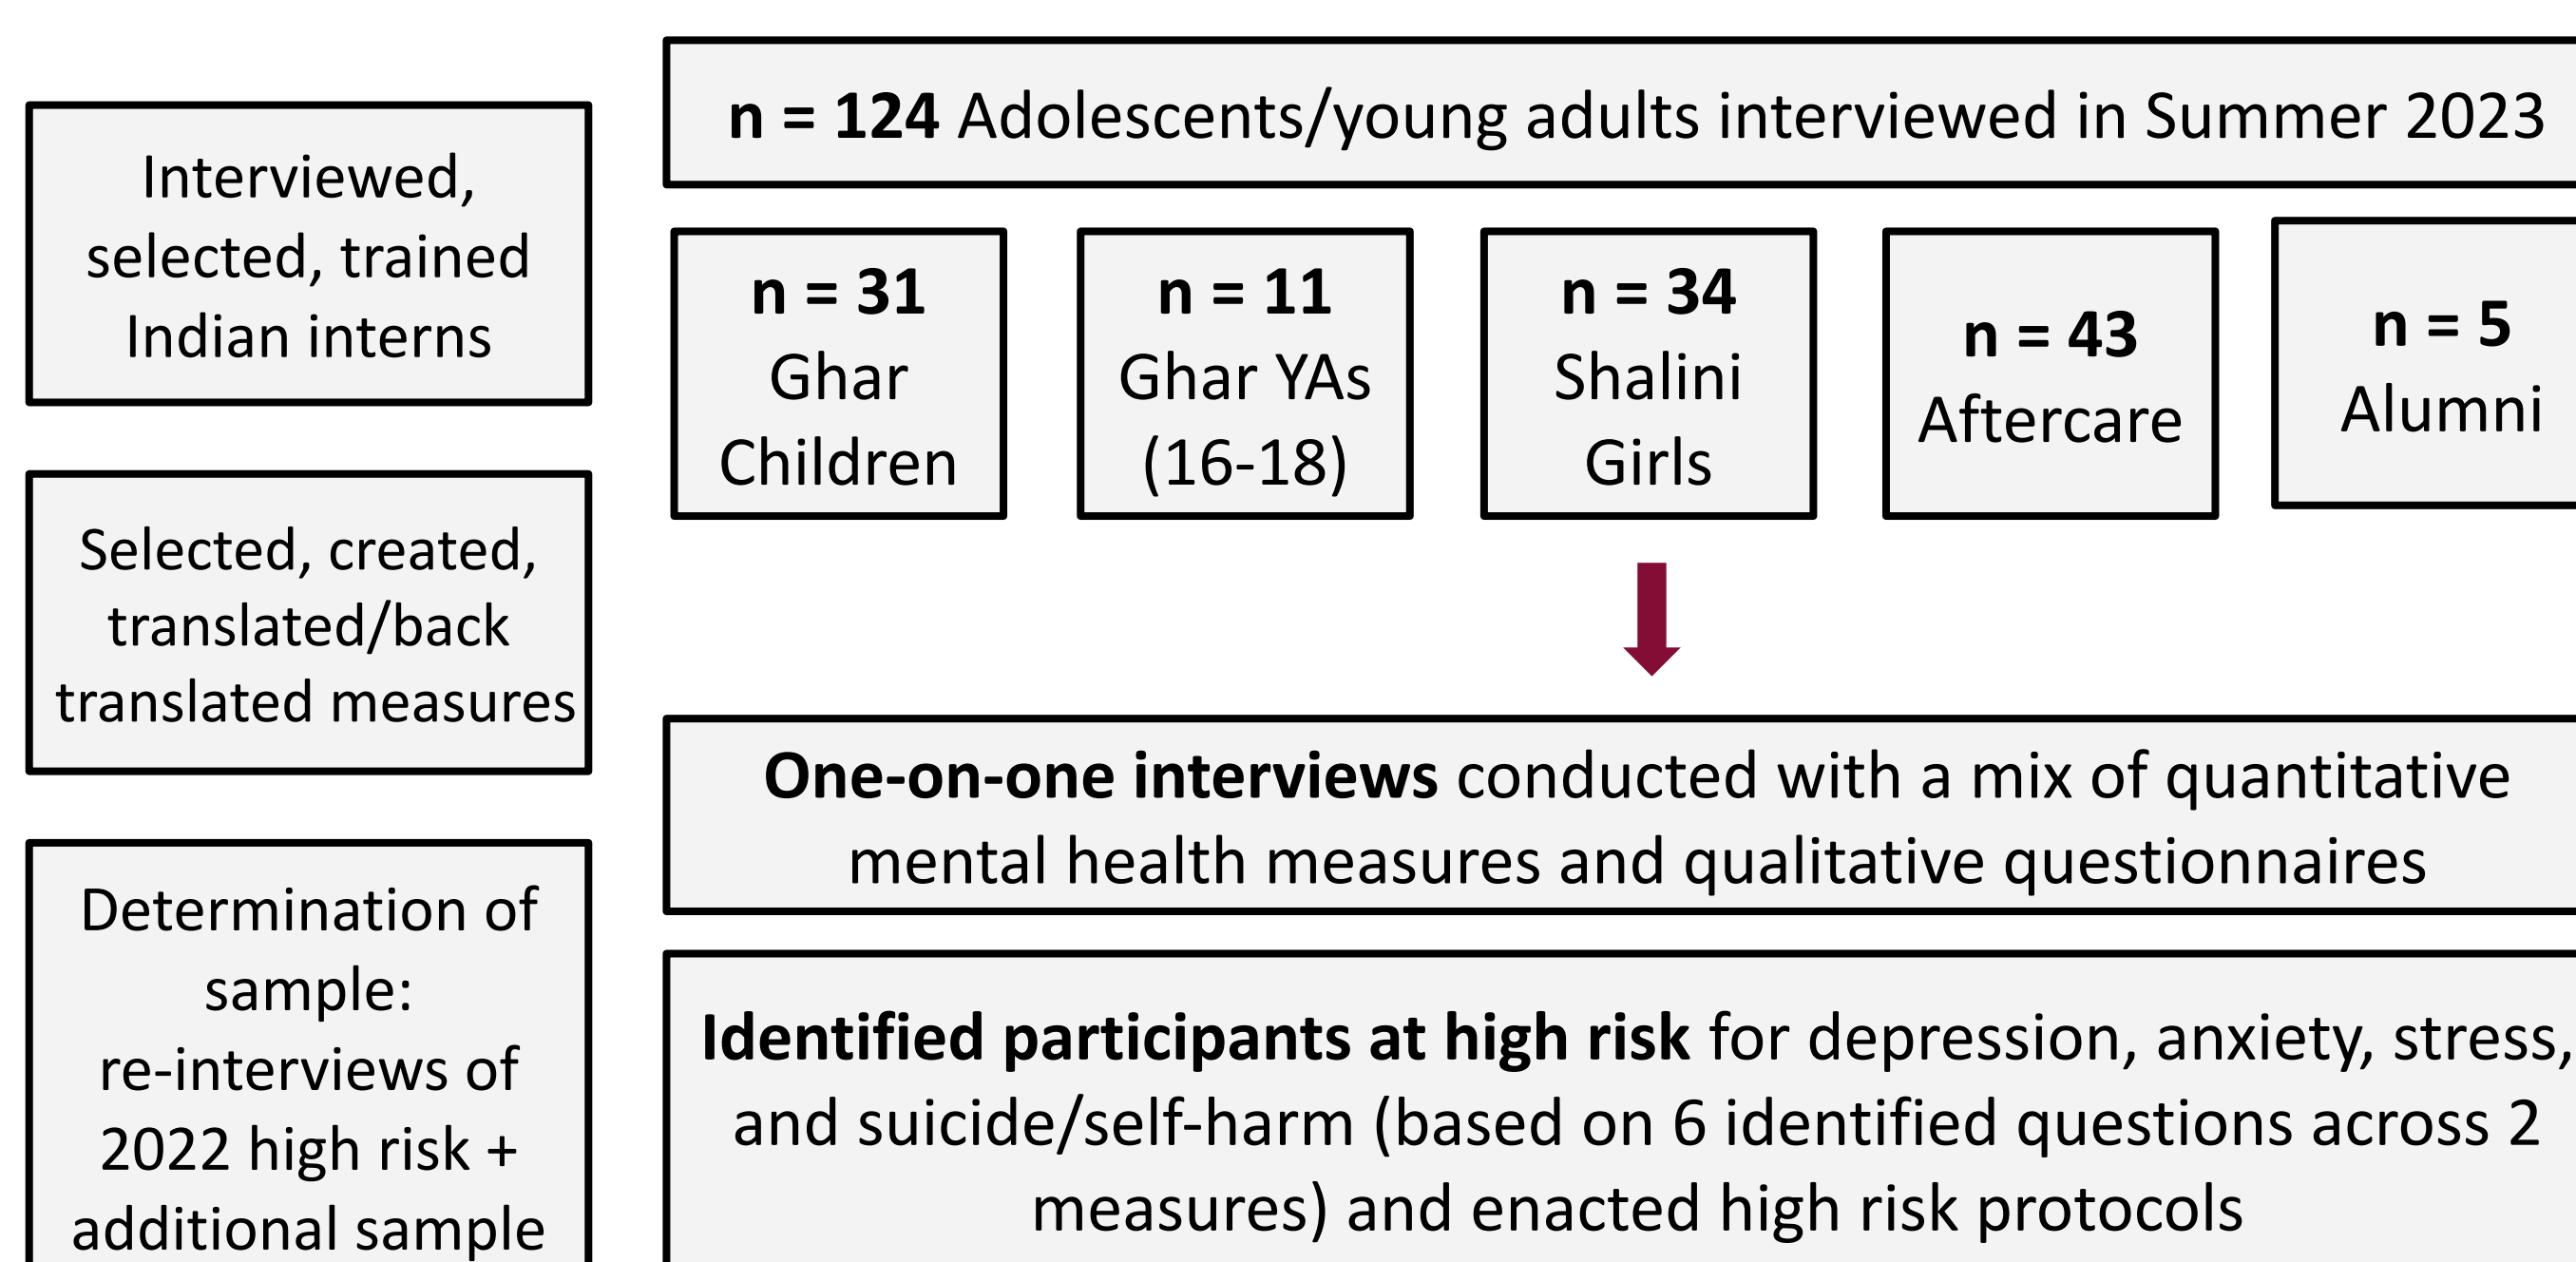 Interviewed,
selected, trained
Indian interns
Selected, created,
translated/back
translated measures
Determination of
sample:
re-interviews of
2022 high risk +
additional sample
n = 124 Adolescents/young adults interviewed in Summer 2023
n = 31
Ghar
Children
n = 11
Ghar YAs
(16-18)
n = 34
Shalini
Girls
n = 43
Aftercare
n = 5
Alumni
One-on-one interviews conducted with a mix of quantitative
mental health measures and qualitative questionnaires
Identified participants at high risk for depression, anxiety, stress,
and suicide/self-harm (based on 6 identified questions across 2
measures) and enacted high risk protocols